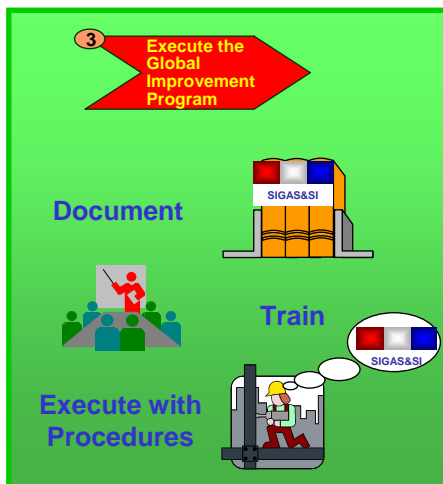 3
Execute the
Global
Improvement
Program
SIGAS&SI
Document
Train
SIGAS&SI
Execute with
Procedures